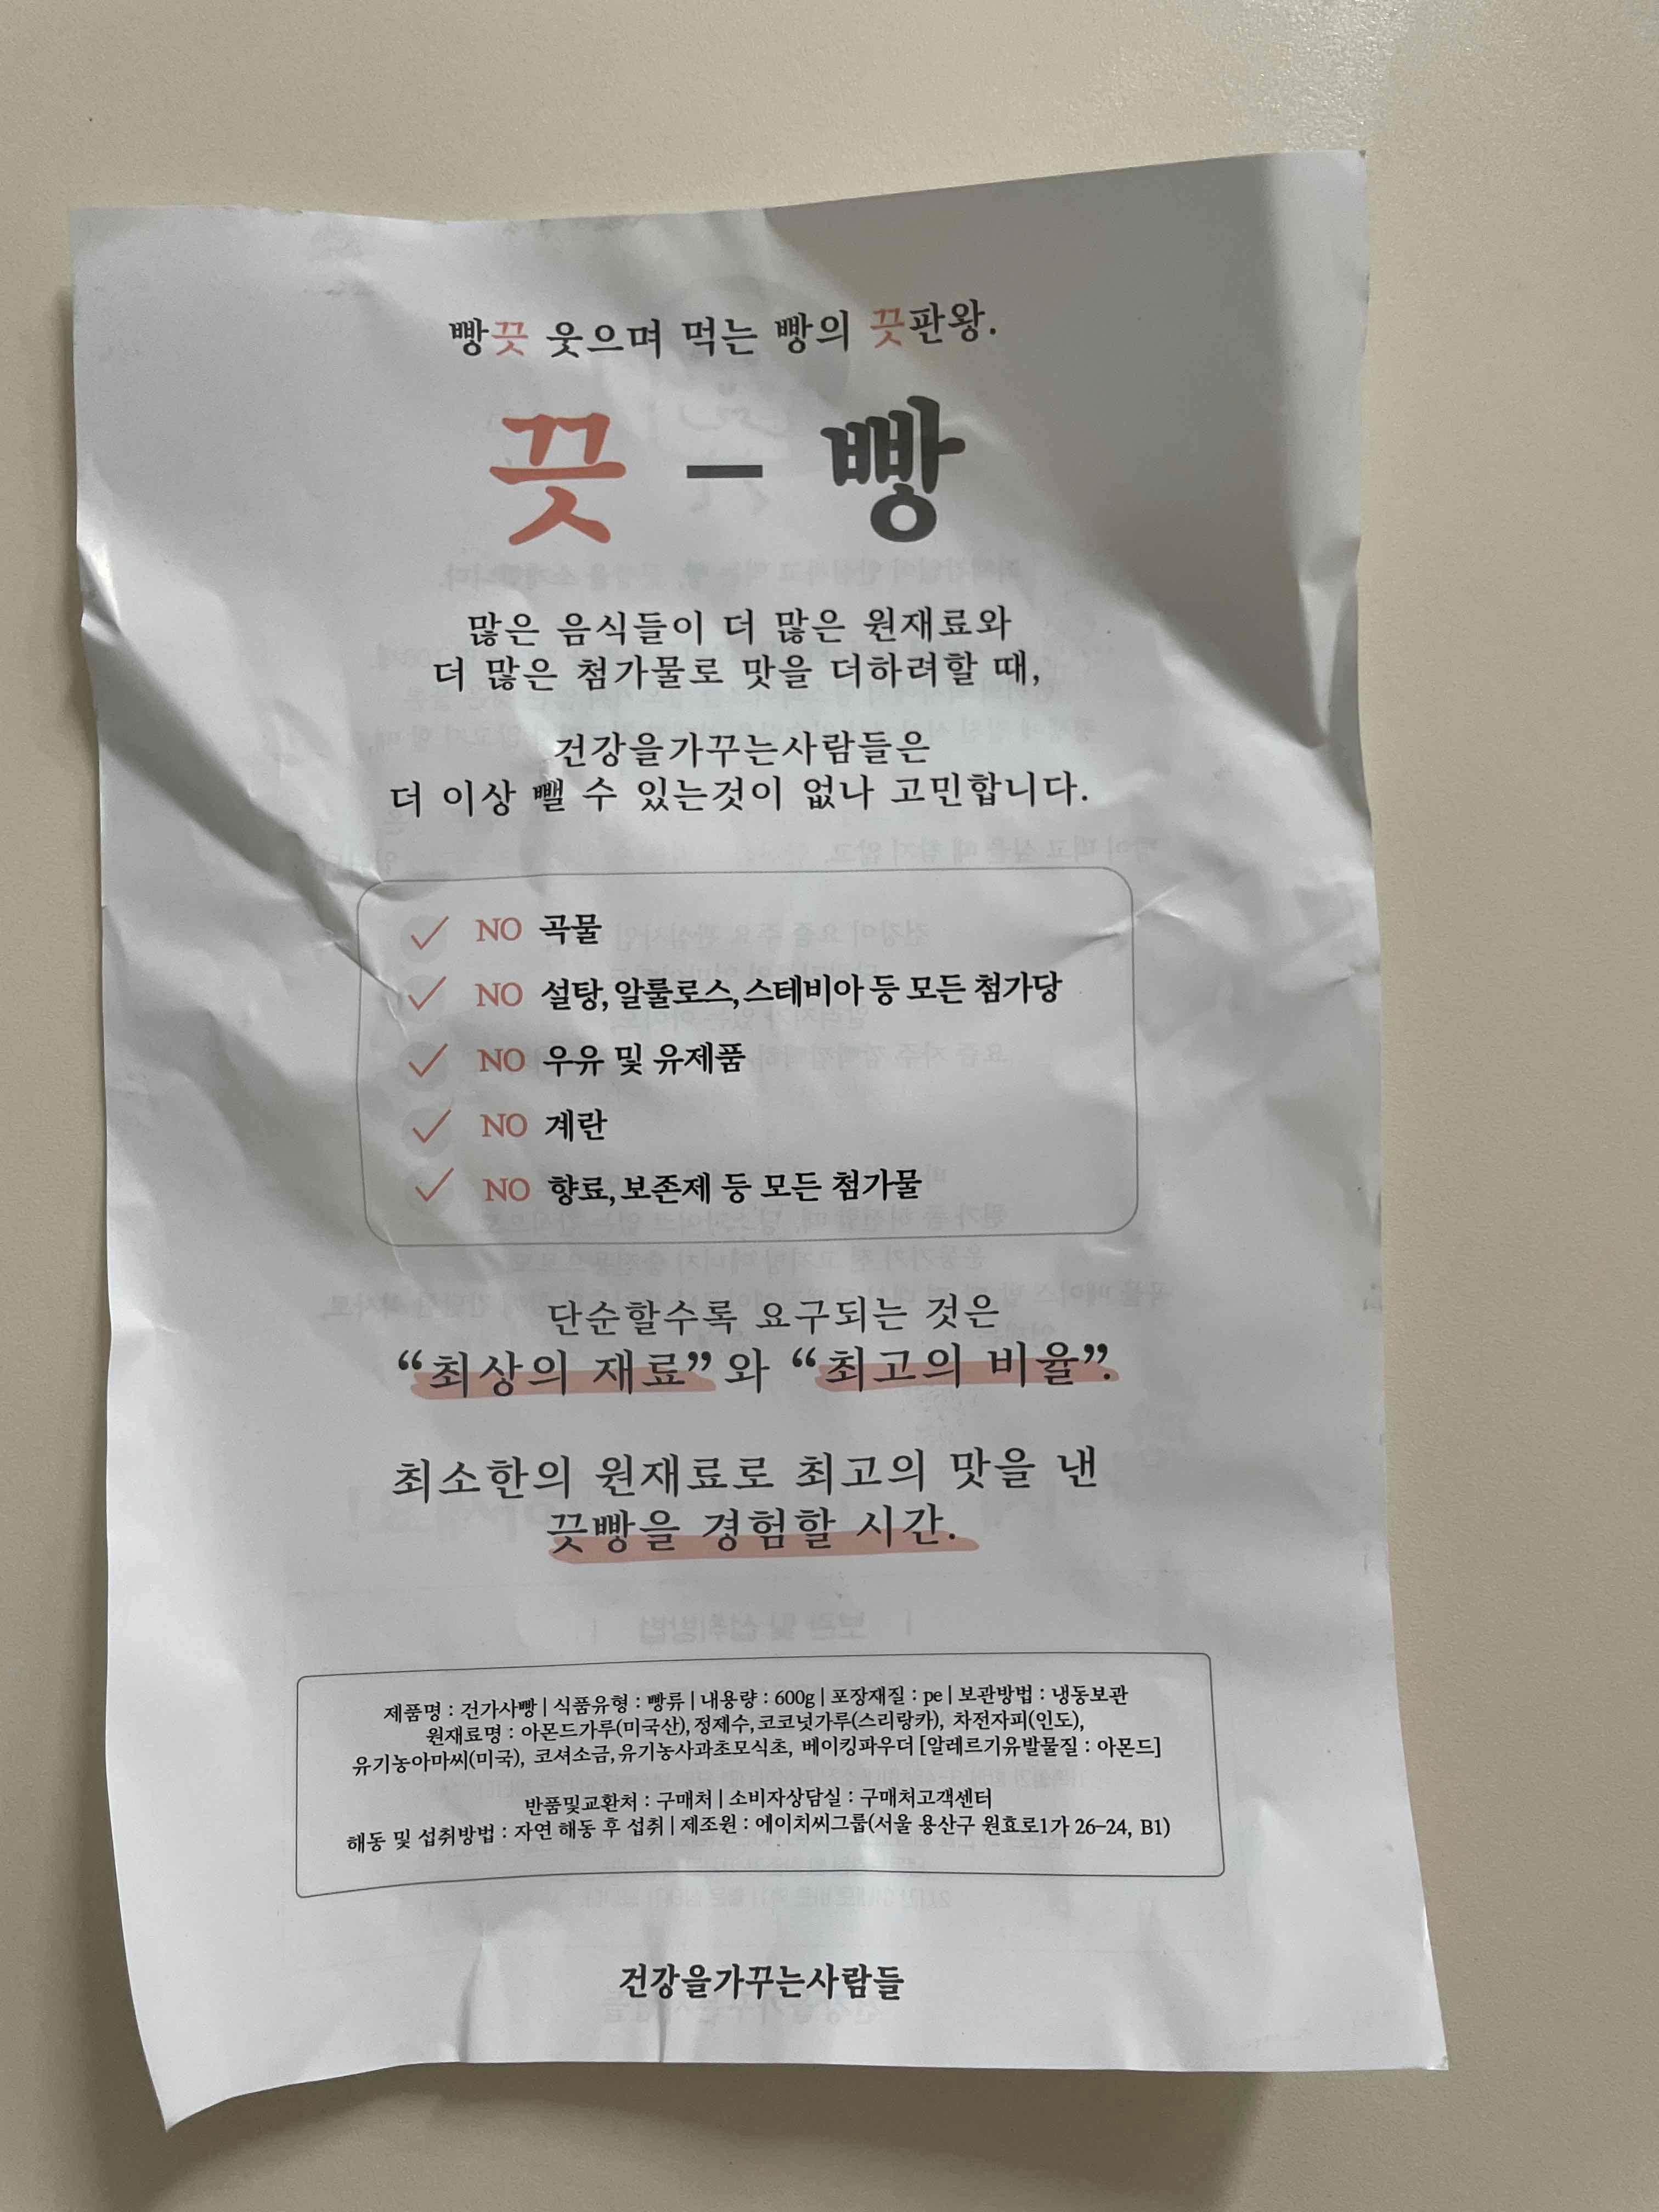 빵끗 웃으며 먹는 빵의 끗판왕.
끗 - 빵
많은 음식들이 더 많은 원재료와
더 많은 첨가물로 맛을 더하려할 때,
건강을가꾸는사람들은
더 이상 뺄 수 있는것이 없나 고민합니다.
NO 곡물
NO 설탕, 알룰로스, 스테비아 등 모든 첨가당
NO 우유 및 유제품
NO 계란
NO 향료, 보존제 등 모든 첨가물
단순할수록 요구되는 것은
“최상의 재료”와 “최고의 비율”.
최소한의 원재료로 최고의 맛을 낸
끗빵을 경험할 시간.
제품명 : 건가사빵 | 식품유형 : 빵류 | 내용량 : 600g | 포장재질 : pe | 보관방법 : 냉동보관
원재료명 : 아몬드가루(미국산), 정제수, 코코넛가루(스리랑카), 차전자피(인도),
유기농아마씨(미국), 코셔소금, 유기농사과초모식초, 베이킹파우더 [알레르기유발물질 : 아몬드]
반품및교환처 : 구매처 | 소비자상담실 : 구매처고객센터
해동 및 섭취방법 : 자연 해동 후 섭취 | 제조원 : 에이치씨그룹(서울 용산구 원효로1가 26-24, B1)
건강을가꾸는사람들